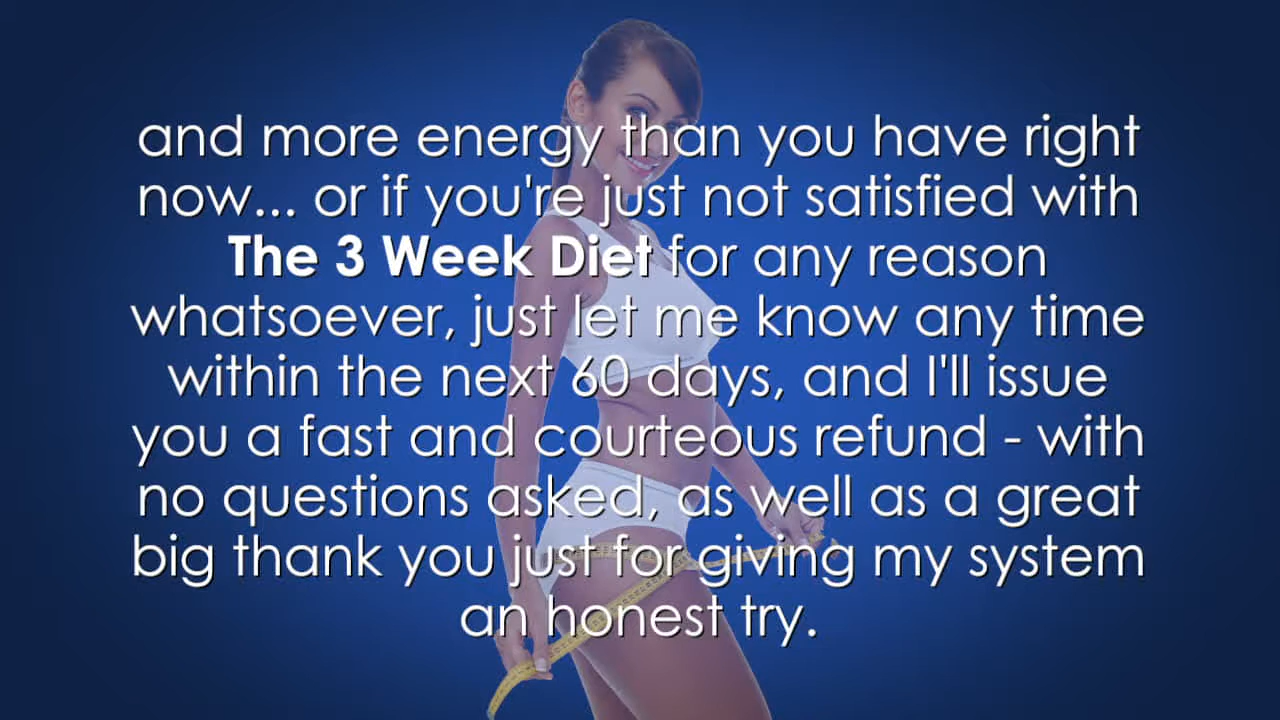 and more energy than you have right
now... or if you're just not satisfied with
The 3 Week Diet for any reason
whatsoever, just let me know any time
within the next 60 days, and I'll issue
you a fast and courteous refund - with
no questions asked, as well as a great
big thank you just for giving my system
an honest try.